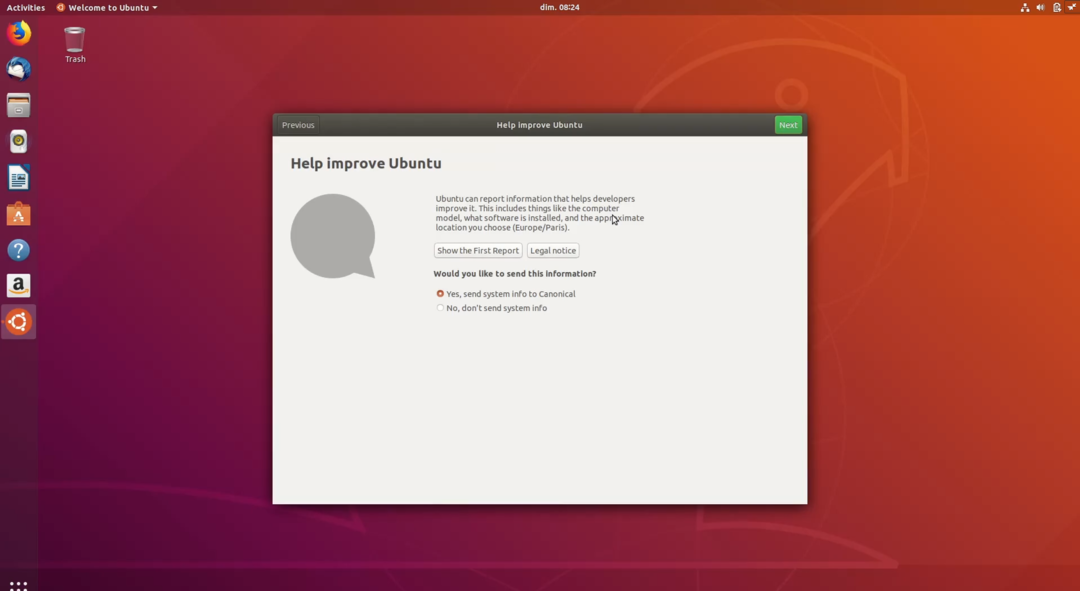 Activities Welcome to Ubuntu dim. 08:24
Trash
Previous Help improve Ubuntu Next
Help improve Ubuntu
Ubuntu can report information that helps developers
improve it. This includes things like the computer
model, what software is installed, and the approximate
location you choose (Europe/Paris).
Show the First Report Legal notice
Would you like to send this information?
Yes, send system info to Canonical
No, don't send system info